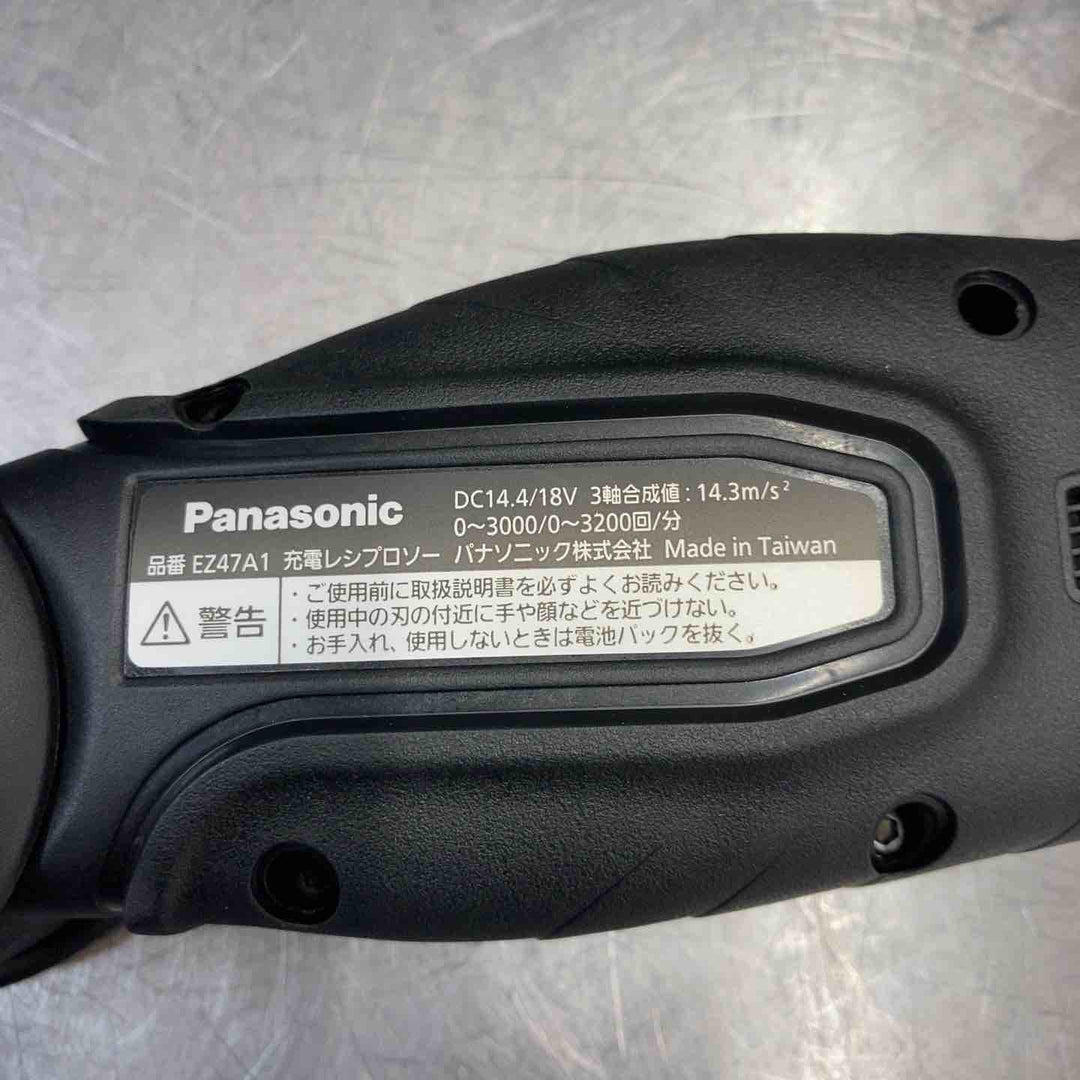 Panasonic
DC14.4/18V 3軸合成値：14.3m/s²
0～3000/0～3200回/分
品番 EZ47A1 充電レシプロソー パナソニック株式会社 Made in Taiwan
警告
・ご使用前に取扱説明書を必ずよくお読みください。
・使用中の刃の付近に手や顔などを近づけない。
・お手入れ、使用しないときは電池パックを抜く。